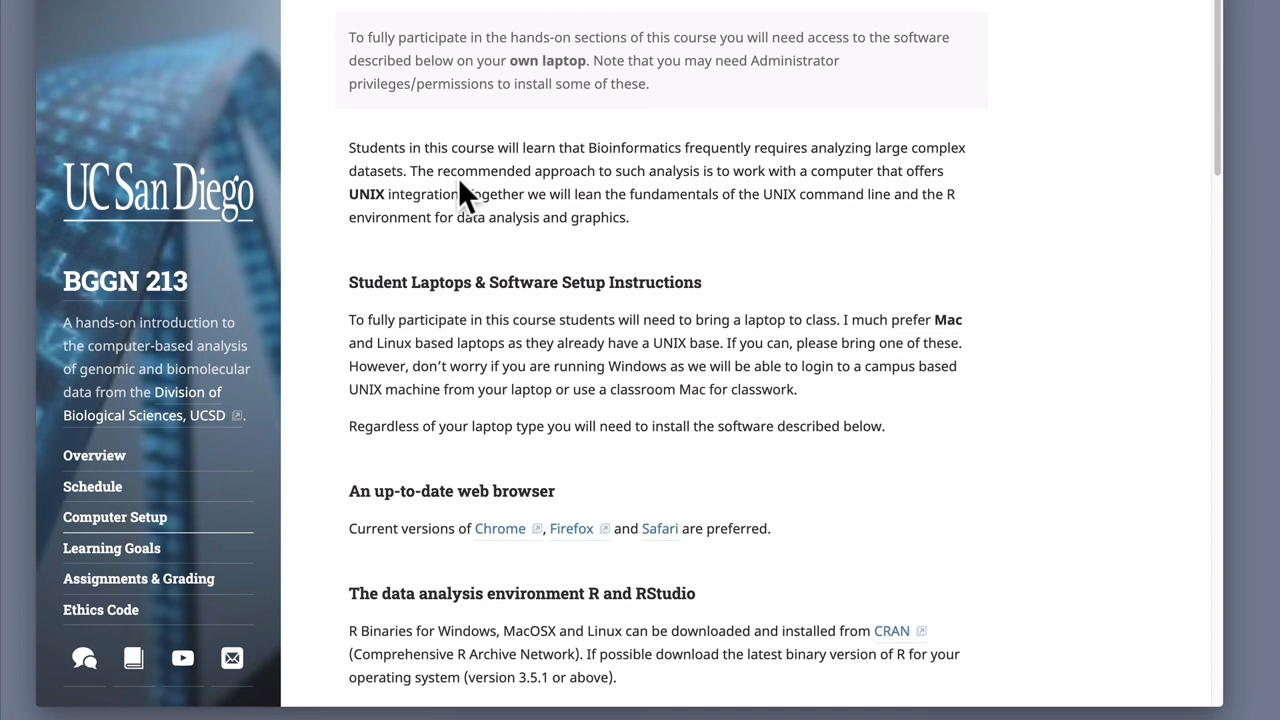 UC San Diego
BGGN 213
A hands-on introduction to
the computer-based analysis
of genomic and biomolecular
data from the Division of
Biological Sciences, UCSD.
Overview
Schedule
Computer Setup
Learning Goals
Assignments & Grading
Ethics Code
To fully participate in the hands-on sections of this course you will need access to the software
described below on your own laptop. Note that you may need Administrator
privileges/permissions to install some of these.
Students in this course will learn that Bioinformatics frequently requires analyzing large complex
datasets. The recommended approach to such analysis is to work with a computer that offers
UNIX integration. Together we will lean the fundamentals of the UNIX command line and the R
environment for data analysis and graphics.
Student Laptops & Software Setup Instructions
To fully participate in this course students will need to bring a laptop to class. I much prefer Mac
and Linux based laptops as they already have a UNIX base. If you can, please bring one of these.
However, don’t worry if you are running Windows as we will be able to login to a campus based
UNIX machine from your laptop or use a classroom Mac for classwork.
Regardless of your laptop type you will need to install the software described below.
An up-to-date web browser
Current versions of Chrome, Firefox and Safari are preferred.
The data analysis environment R and RStudio
R Binaries for Windows, MacOSX and Linux can be downloaded and installed from CRAN
(Comprehensive R Archive Network). If possible download the latest binary version of R for your
operating system (version 3.5.1 or above).